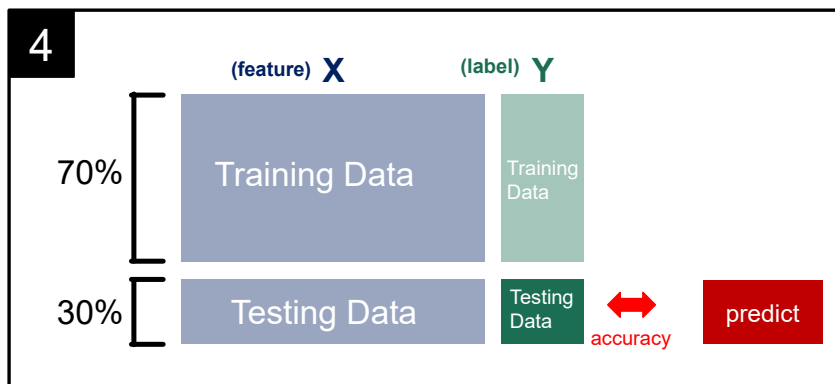 4
(feature) X
(label) Y
70%
Training Data
Training
Data
30%
Testing Data
Testing
Data
accuracy
predict